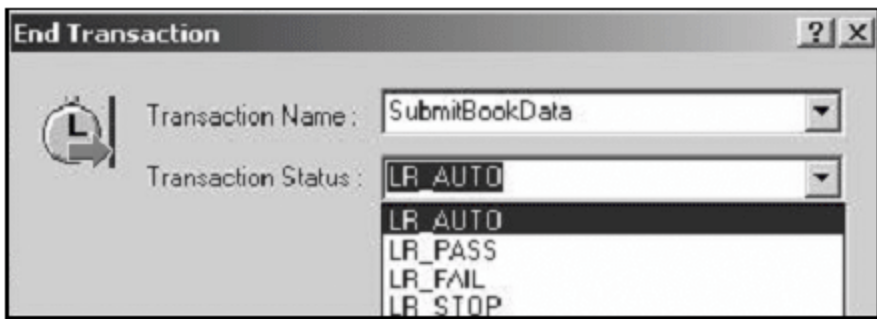 End Transaction
Transaction Name : SubmitBookData
Transaction Status : LR_AUTO
LR_AUTO
LR_PASS
LR_FAIL
LR_STOP